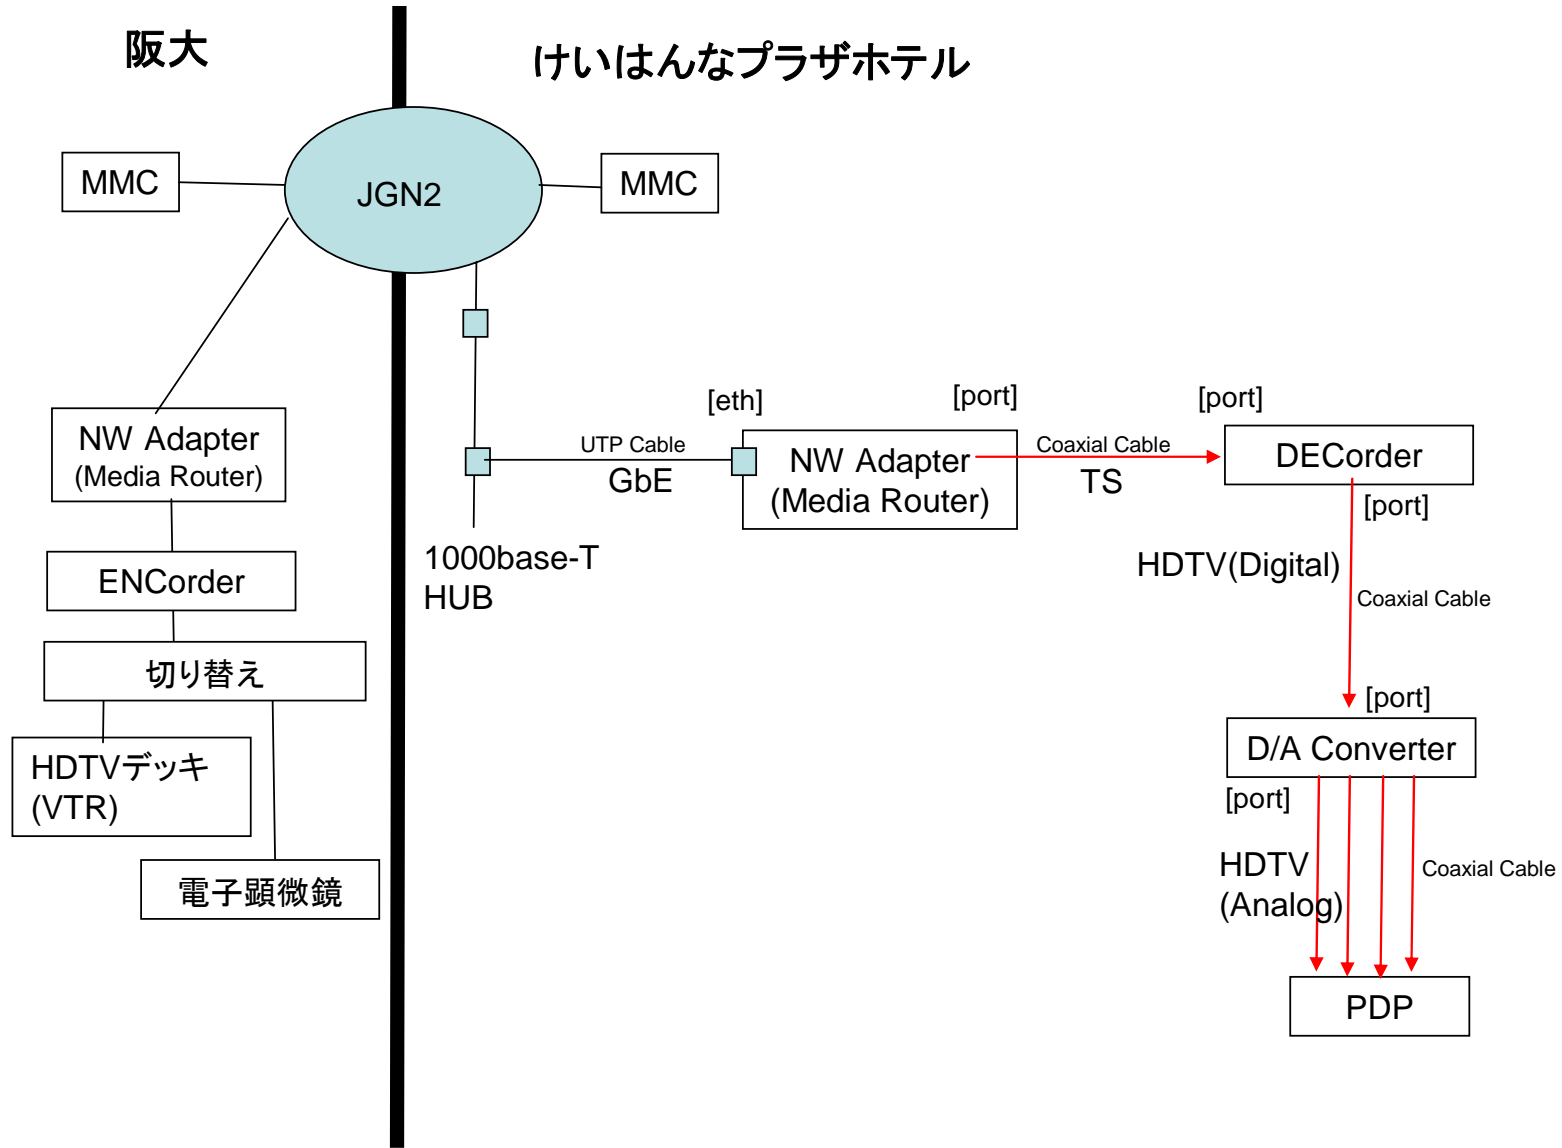 阪大
けいはんなプラザホテル
MMC
JGN2
MMC
NW Adapter
(Media Router)
ENCorder
切り替え
HDTVデッキ
(VTR)
電子顕微鏡
1000base-T
HUB
UTP Cable
GbE
[eth]
NW Adapter
(Media Router)
[port]
Coaxial Cable
TS
[port]
DECorder
[port]
HDTV(Digital)
Coaxial Cable
[port]
D/A Converter
[port]
HDTV
(Analog)
Coaxial Cable
PDP